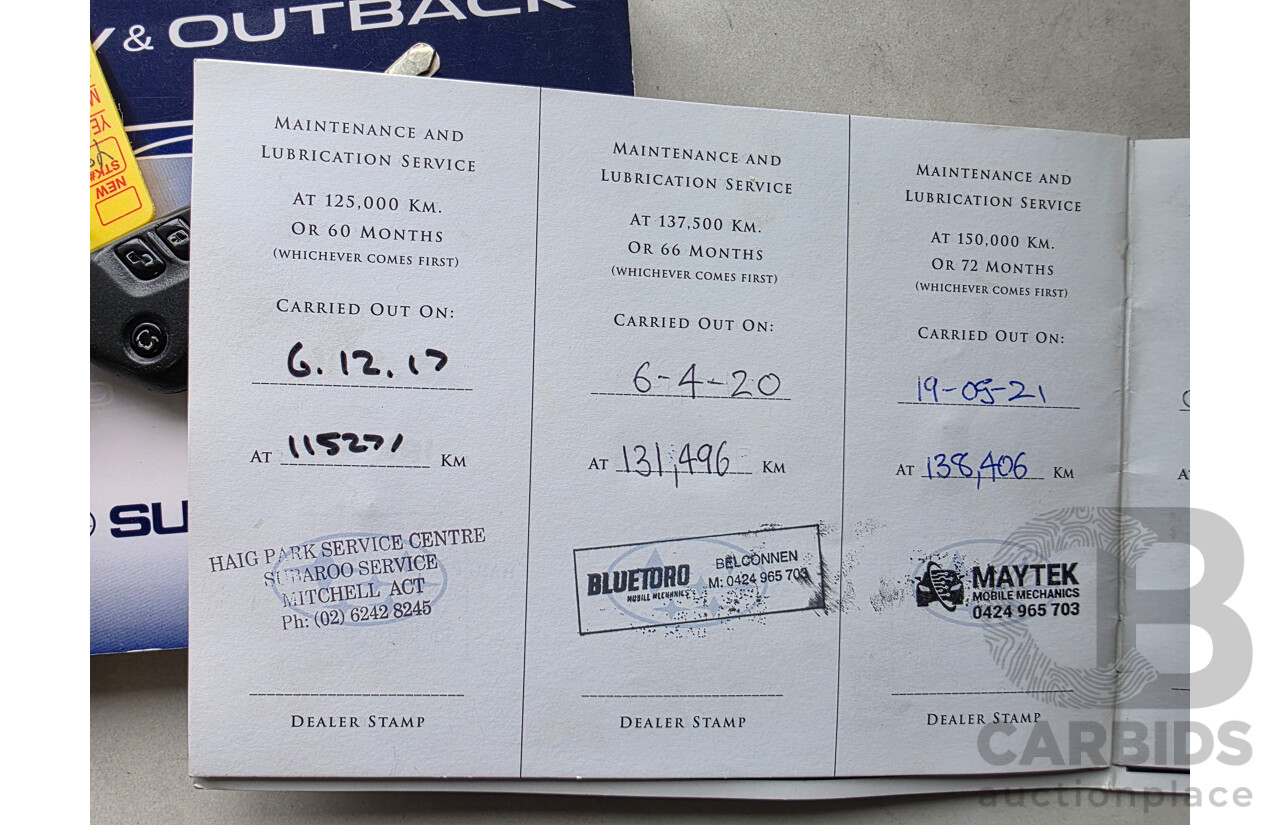 & OUTBACK
NEW
STK#
YE
M
SU
MAINTENANCE AND
LUBRICATION SERVICE
AT 125,000 KM.
OR 60 MONTHS
(WHICHEVER COMES FIRST)
CARRIED OUT ON:
6.12.17
AT 115271 KM
HAIG PARK SERVICE CENTRE
SUBAROO SERVICE
MITCHELL ACT
Ph: (02) 6242 8245
DEALER STAMP
MAINTENANCE AND
LUBRICATION SERVICE
AT 137,500 KM.
OR 66 MONTHS
(WHICHEVER COMES FIRST)
CARRIED OUT ON:
6-4-20
AT 131,496 KM
BLUETORO
MOBILE MECHANICS
BELCONNEN
M: 0424 965 703
DEALER STAMP
MAINTENANCE AND
LUBRICATION SERVICE
AT 150,000 KM.
OR 72 MONTHS
(WHICHEVER COMES FIRST)
CARRIED OUT ON:
19-05-21
AT 138,406 KM
MAYTEK
MOBILE MECHANICS
0424 965 703
DEALER STAMP
A
CARBIDS
auctionplace